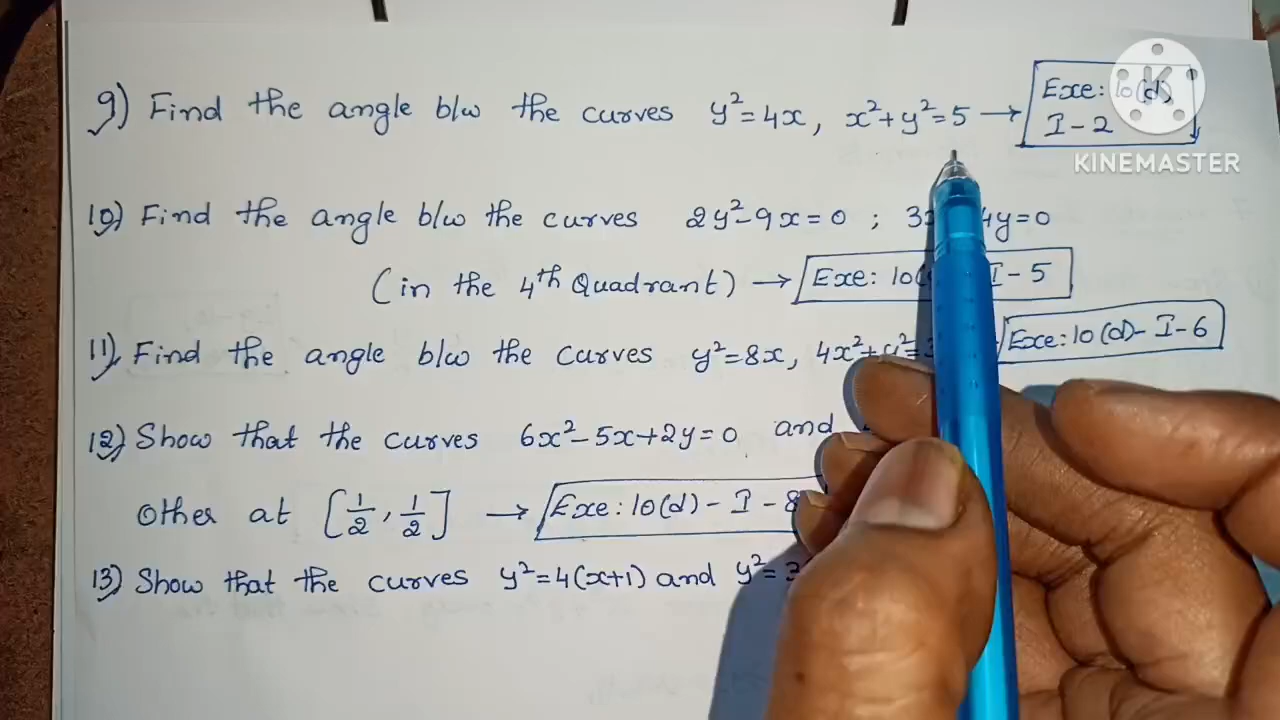 9) Find the angle b/w the curves y²=4x, x²+y²=5 → Exe: 10(d),
I-2
KINEMASTER
10) Find the angle b/w the curves 2y²-9x=0 ; 3x 4y=0
(in the 4th Quadrant) → Exe: 10 I-5
11) Find the angle b/w the curves y²=8x, 4x²+y²= Exe: 10(d)-I-6
12) Show that the curves 6x²-5x+2y=0 and
Other at [1/2, 1/2] → Exe: 10(d)-I-8
13) Show that the curves y²=4(x+1) and y²=3